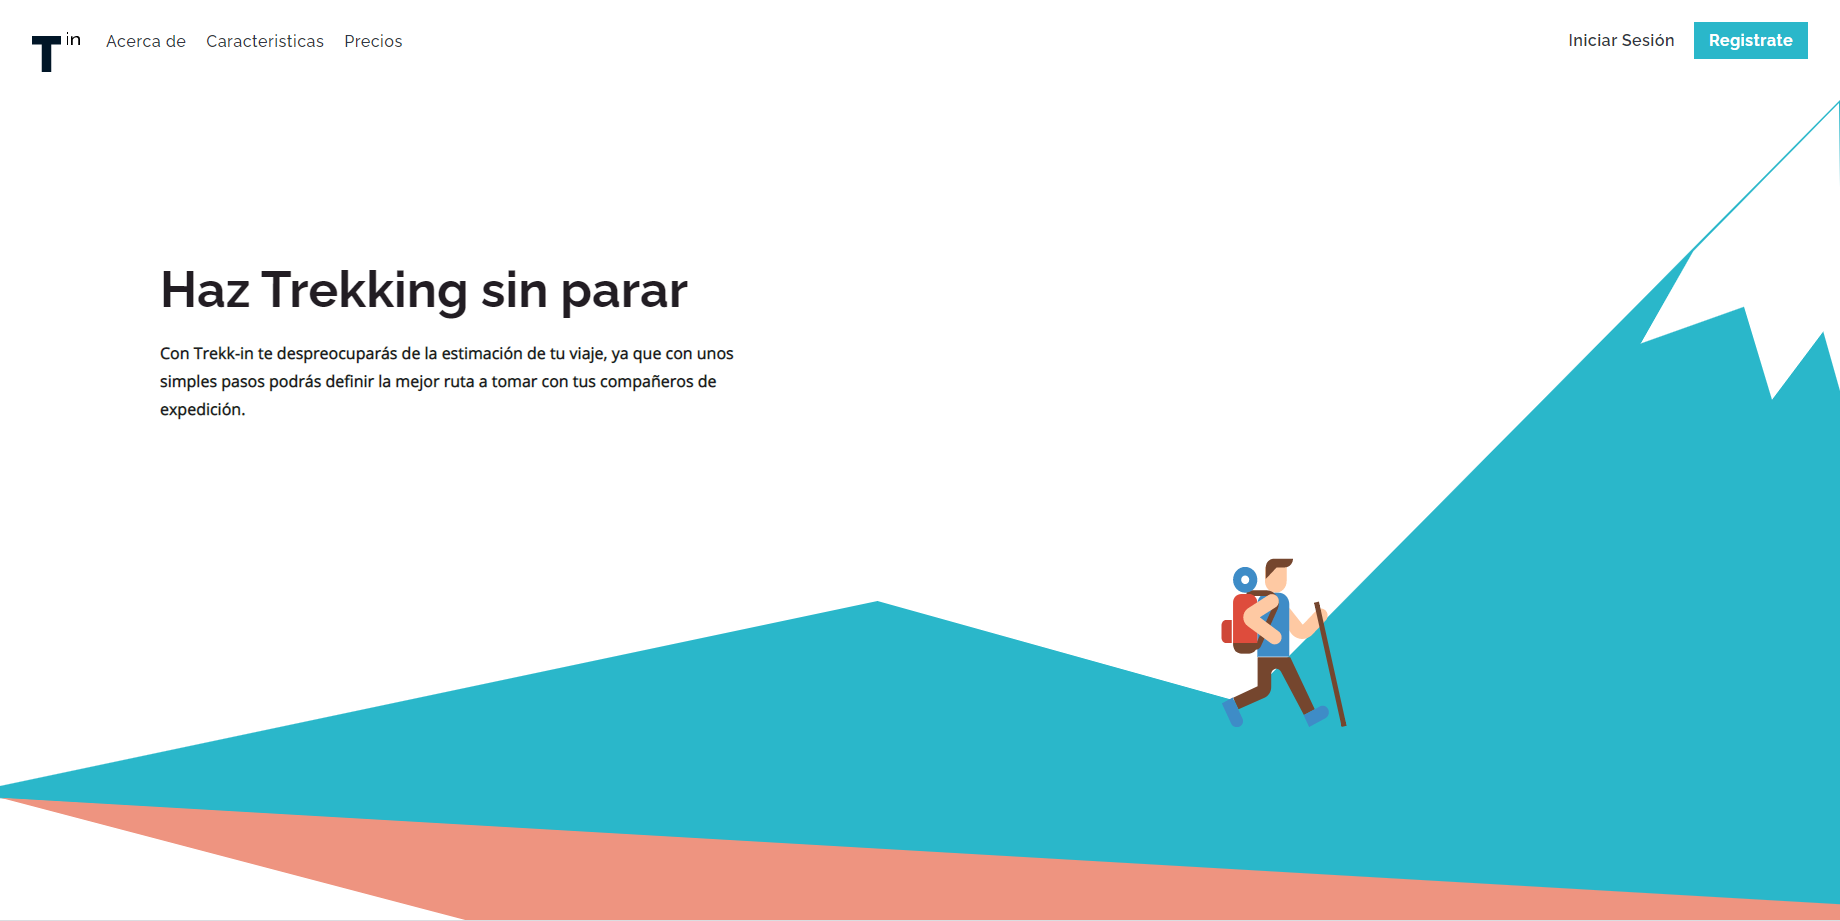 T in
Acerca de
Caracteristicas
Precios
Iniciar Sesión
Registrate
Haz Trekking sin parar
Con Trekk-in te despreocuparás de la estimación de tu viaje, ya que con unos
simples pasos podrás definir la mejor ruta a tomar con tus compañeros de
expedición.